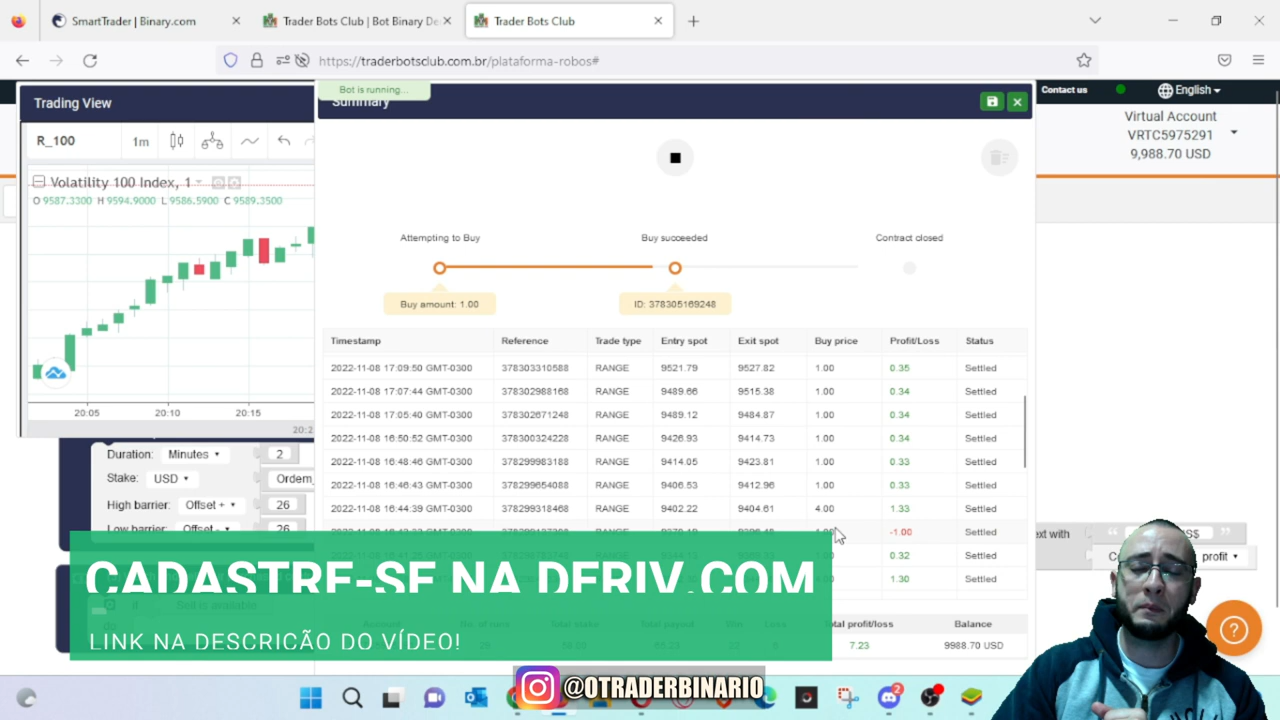 SmartTrader | Binary.com
Trader Bots Club | Bot Binary De
Trader Bots Club
https://traderbotsclub.com.br/plataforma-robos#
Trading View
Bot is running...
Summary
Contact us
English
Virtual Account
VRTC5975291
9,988.70 USD
R_100
1m
Volatility 100 Index, 1
O 9587.3300 H 9594.9000 L 9586.5900 C 9589.3500
20:05 20:10 20:15
Attempting to Buy
Buy succeeded
Contract closed
Buy amount: 1.00
ID: 378305169248
Timestamp Reference Trade type Entry spot Exit spot Buy price Profit/Loss Status
2022-11-08 17:09:50 GMT-0300 378303310588 RANGE 9521.79 9527.82 1.00 0.35 Settled
2022-11-08 17:07:44 GMT-0300 378302988168 RANGE 9489.66 9515.38 1.00 0.34 Settled
2022-11-08 17:05:40 GMT-0300 378302671248 RANGE 9489.12 9484.87 1.00 0.34 Settled
2022-11-08 16:50:52 GMT-0300 378300324228 RANGE 9426.93 9414.73 1.00 0.34 Settled
2022-11-08 16:48:46 GMT-0300 378299983188 RANGE 9414.05 9423.81 1.00 0.33 Settled
2022-11-08 16:46:43 GMT-0300 378299654088 RANGE 9406.53 9412.96 1.00 0.33 Settled
2022-11-08 16:44:39 GMT-0300 378299318468 RANGE 9402.22 9404.61 4.00 1.33 Settled
-1.00 Settled
0.32 Settled
1.30 Settled
Duration: Minutes 2
Stake: USD Ordem_
High barrier: Offset + 26
Low barrier: Offset - 26
profit
CADASTRE-SE NA DERIV.COM
LINK NA DESCRIÇÃO DO VÍDEO!
Total profit/loss Balance
7.23 9988.70 USD
@OTRADERBINARIO
2